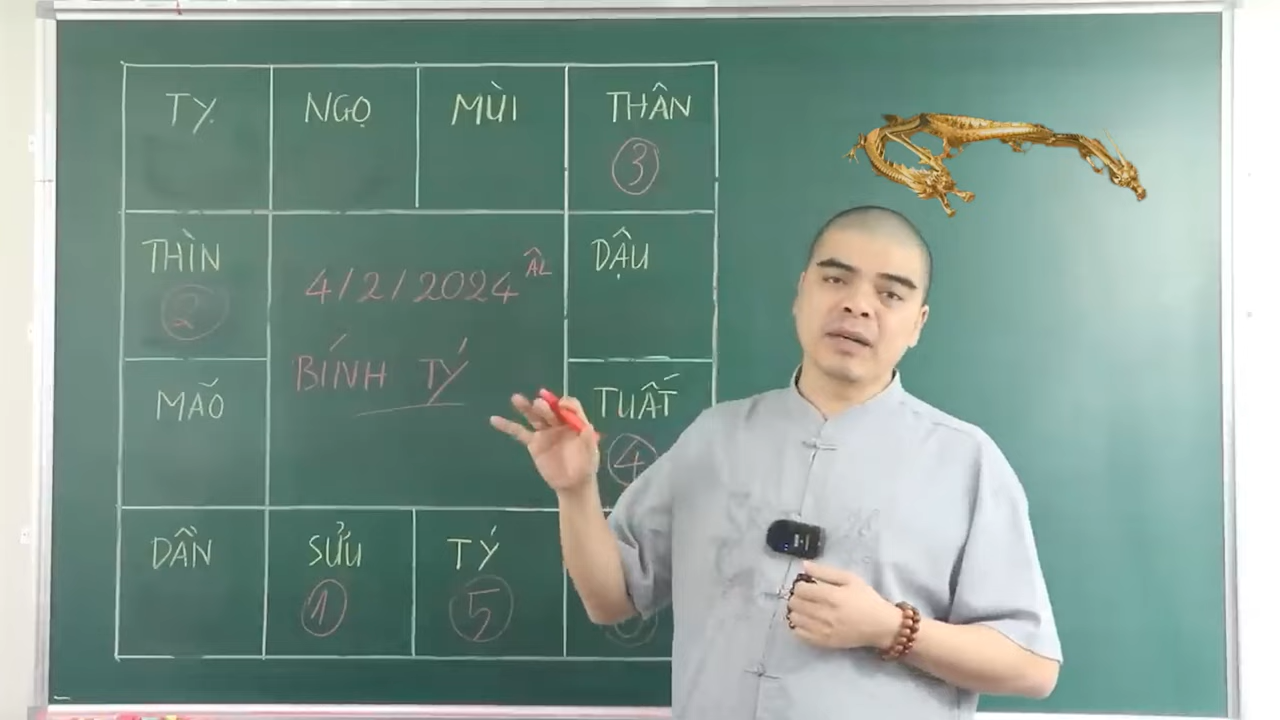 TỴ NGỌ MÙI THÂN
3
THÌN DẬU
2
4/2/2024 ÂL
BÍNH TÝ
MÃO TUẤT
4
DẦN SỬU TÝ
1 5